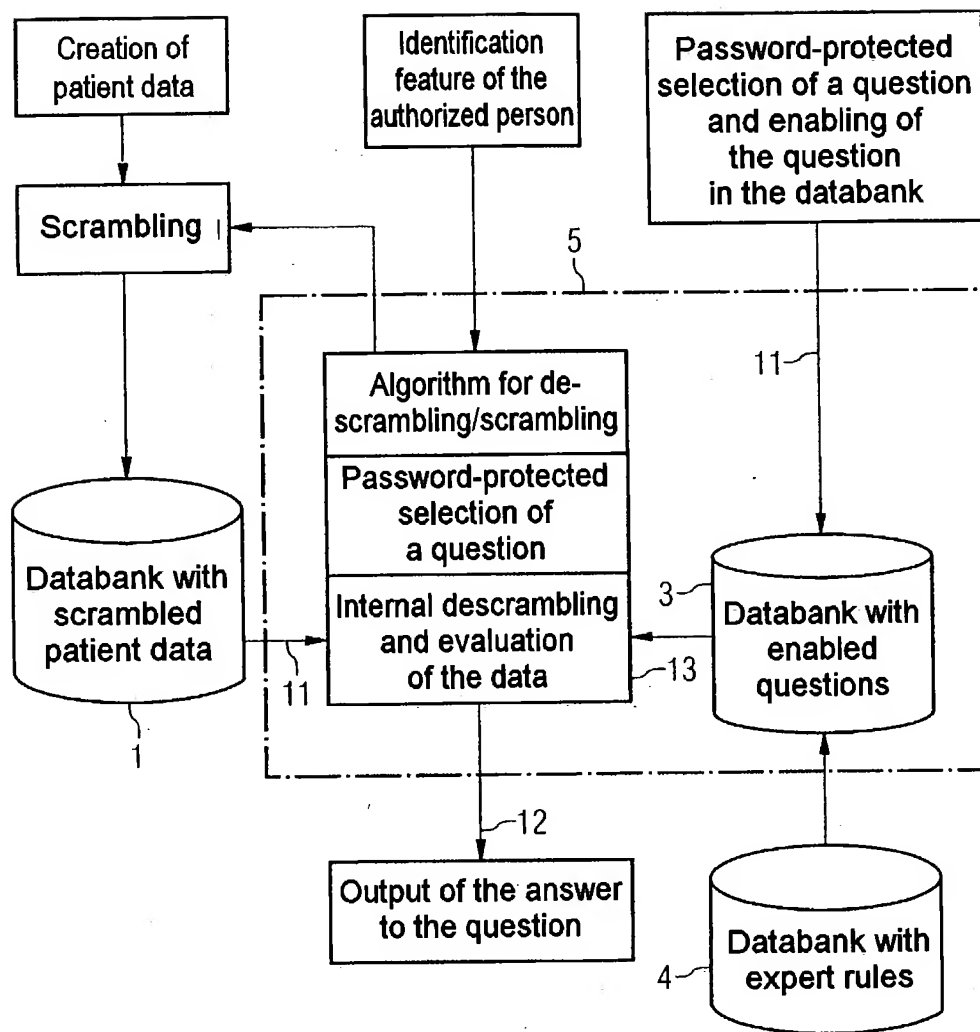 Creation of
patient data
Identification
feature of the
authorized person
Password-protected
selection of a question
and enabling of
the question
in the databank
Scrambling
5
11
Algorithm for de-
scrambling/scrambling
Password-protected
selection of
a question
Internal descrambling
and evaluation
of the data
Databank with
scrambled
patient data
11
1
13
3
Databank with
enabled
questions
12
Output of the answer
to the question
4
Databank with
expert rules